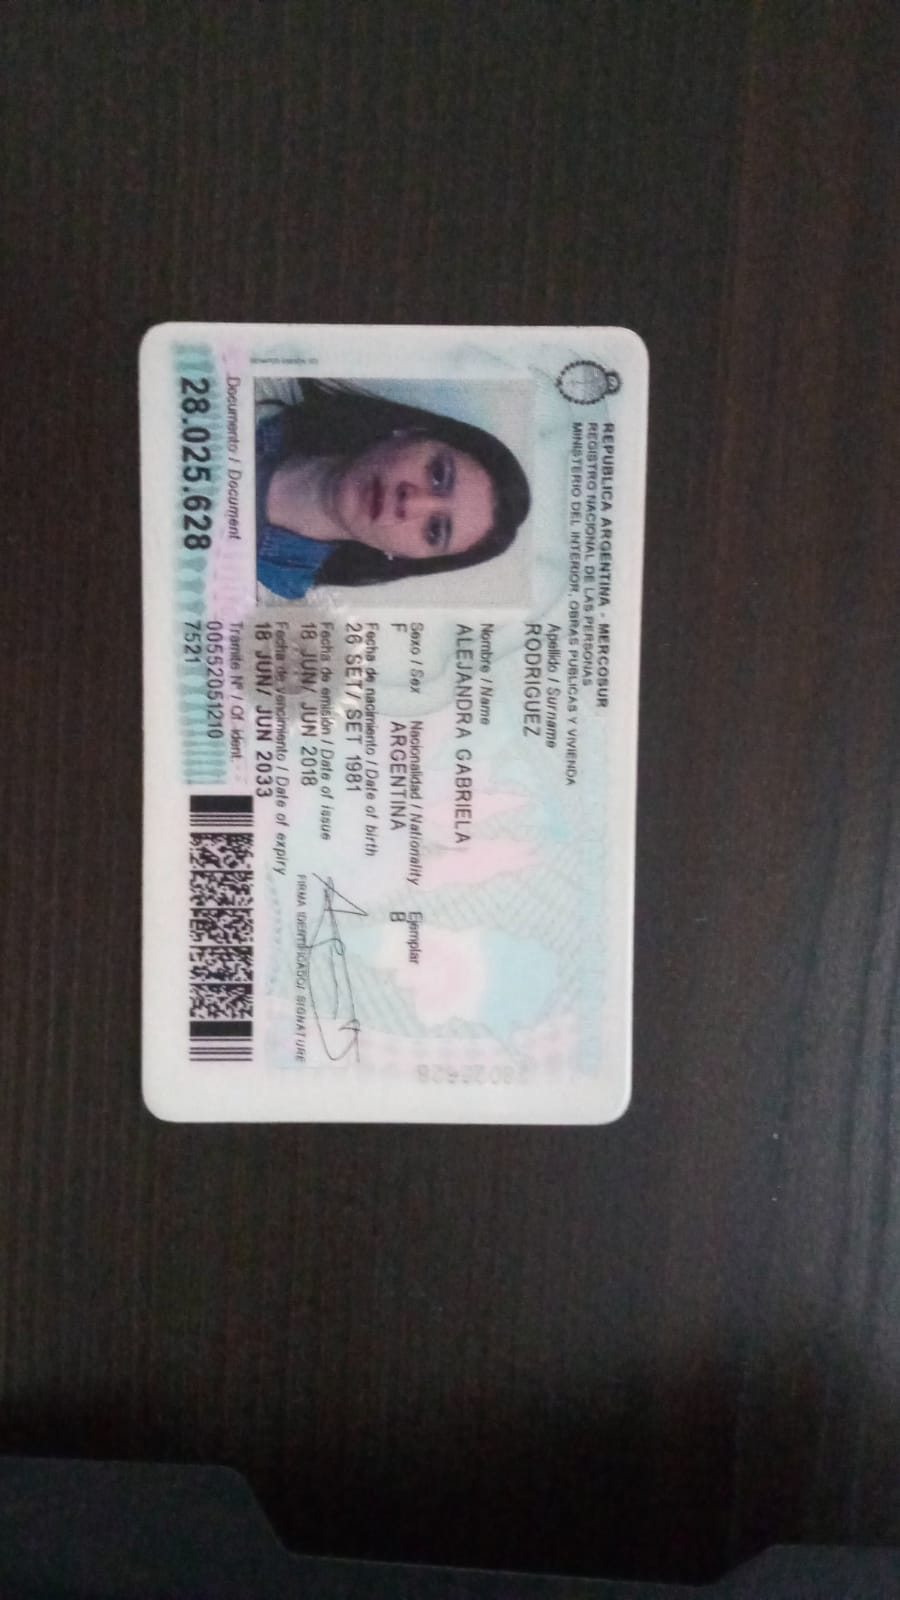 REPUBLICA ARGENTINA - MERCOSUR
REGISTRO NACIONAL DE LAS PERSONAS
MINISTERIO DEL INTERIOR, OBRAS PUBLICAS Y VIVIENDA
Apellido / Surname
RODRIGUEZ
Nombre / Name
ALEJANDRA GABRIELA
Sexo / Sex Nacionalidad / Nationality Ejemplar
F ARGENTINA B
Fecha de nacimiento / Date of birth
26 SET/ SET 1981
Fecha de emisión / Date of issue
18 JUN/ JUN 2018
Fecha de vencimiento / Date of expiry
18 JUN/ JUN 2033
FIRMA IDENTIFICADO/ SIGNATURE
Documento / Document
28.025.628
Tramite Nº / Of. ident.
00552051210
7521